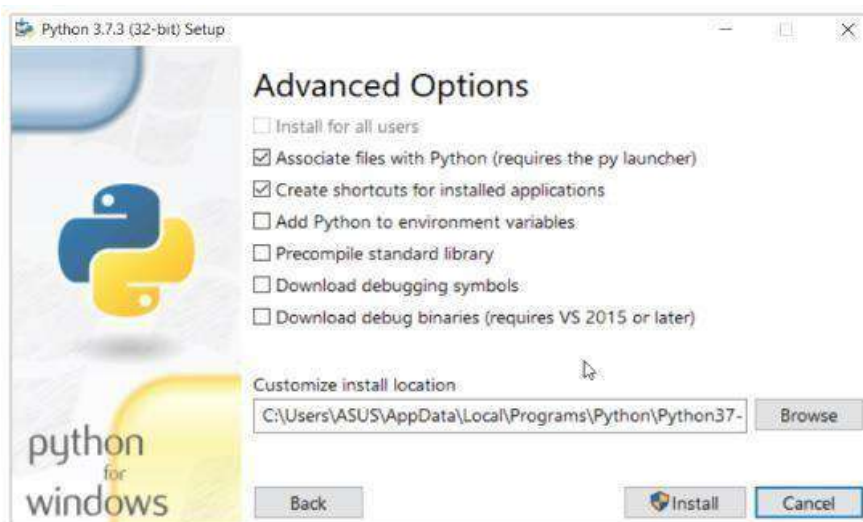 Python 3.7.3 (32-bit) Setup
Advanced Options
Install for all users
Associate files with Python (requires the py launcher)
Create shortcuts for installed applications
Add Python to environment variables
Precompile standard library
Download debugging symbols
Download debug binaries (requires VS 2015 or later)
Customize install location
C:\Users\ASUS\AppData\Local\Programs\Python\Python37-
Browse
python
for
windows
Back
Install
Cancel